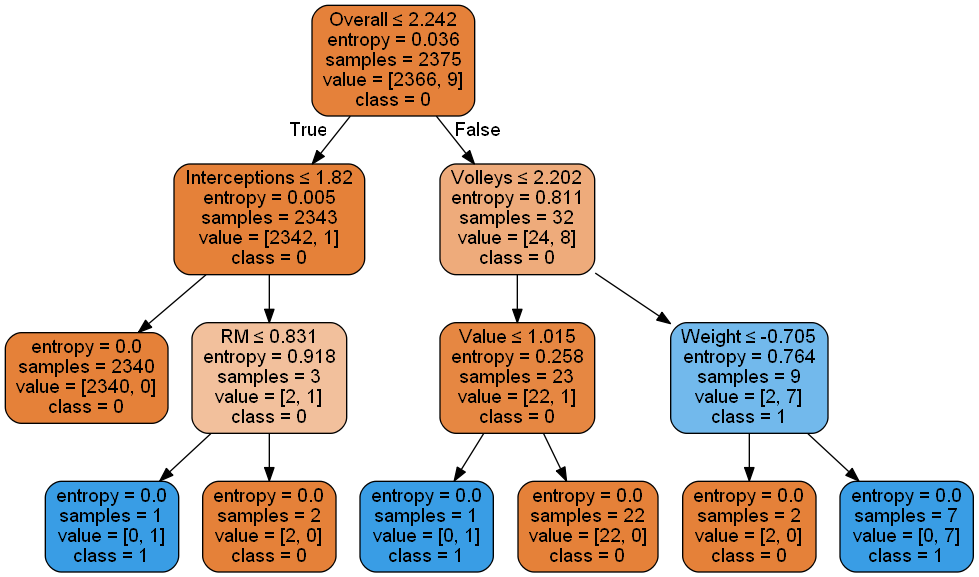 Overall ≤ 2.242
entropy = 0.036
samples = 2375
value = [2366, 9]
class = 0
True
False
Interceptions ≤ 1.82
entropy = 0.005
samples = 2343
value = [2342, 1]
class = 0
Volleys ≤ 2.202
entropy = 0.811
samples = 32
value = [24, 8]
class = 0
entropy = 0.0
samples = 2340
value = [2340, 0]
class = 0
RM ≤ 0.831
entropy = 0.918
samples = 3
value = [2, 1]
class = 0
Value ≤ 1.015
entropy = 0.258
samples = 23
value = [22, 1]
class = 0
Weight ≤ -0.705
entropy = 0.764
samples = 9
value = [2, 7]
class = 1
entropy = 0.0
samples = 1
value = [0, 1]
class = 1
entropy = 0.0
samples = 2
value = [2, 0]
class = 0
entropy = 0.0
samples = 1
value = [0, 1]
class = 1
entropy = 0.0
samples = 22
value = [22, 0]
class = 0
entropy = 0.0
samples = 2
value = [2, 0]
class = 0
entropy = 0.0
samples = 7
value = [0, 7]
class = 1